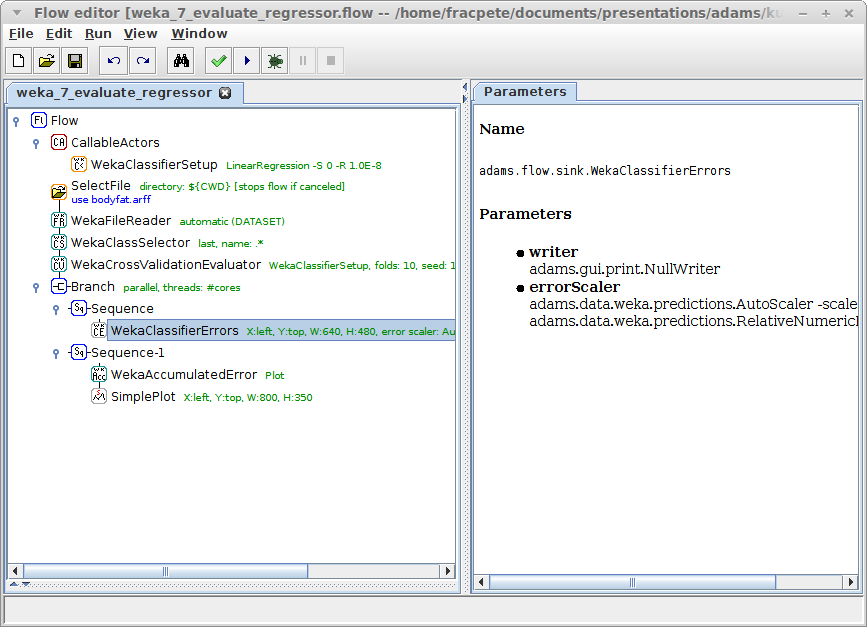 Flow editor [weka_7_evaluate_regressor.flow -- /home/fracpete/documents/presentations/adams/
File Edit Run View Window
weka_7_evaluate_regressor
Fl Flow
CA CallableActors
WekaClassifierSetup LinearRegression -S 0 -R 1.0E-8
SelectFile directory: ${CWD} [stops flow if canceled]
use bodyfat.arff
WekaFileReader automatic (DATASET)
WekaClassSelector last, name: .*
WekaCrossValidationEvaluator WekaClassifierSetup, folds: 10, seed: 1
Branch parallel, threads: #cores
Sq Sequence
WekaClassifierErrors X:left, Y:top, W:640, H:480, error scaler: Au
Sq Sequence-1
WekaAccumulatedError Plot
SimplePlot X:left, Y:top, W:800, H:350
Parameters
Name
adams.flow.sink.WekaClassifierErrors
Parameters
● writer
adams.gui.print.NullWriter
● errorScaler
adams.data.weka.predictions.AutoScaler -scale
adams.data.weka.predictions.RelativeNumeric